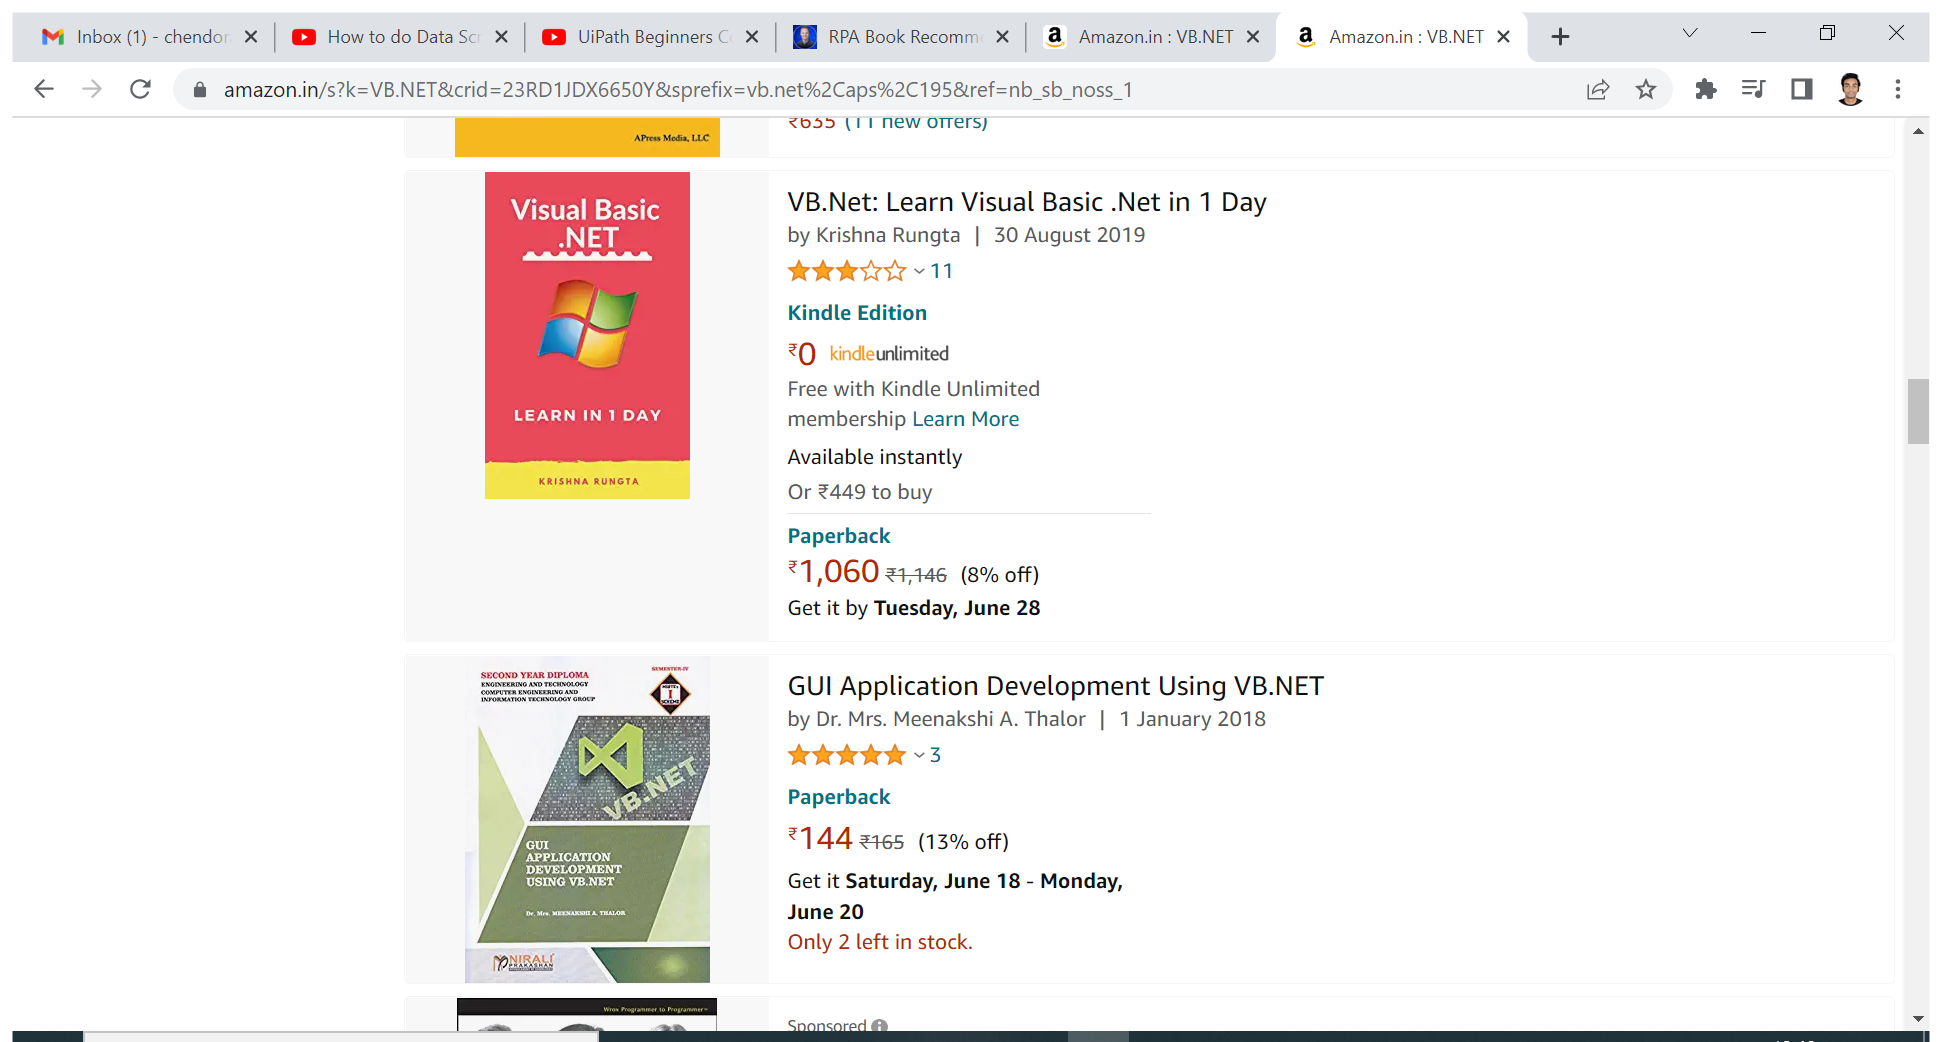 Inbox (1) - chendor
How to do Data Scr
UiPath Beginners C
RPA Book Recomme
Amazon.in : VB.NET
Amazon.in : VB.NET
amazon.in/s?k=VB.NET&crid=23RD1JDX6650Y&sprefix=vb.net%2Caps%2C195&ref=nb_sb_noss_1
APress Media, LLC
₹635 (11 new offers)
Visual Basic
.NET
LEARN IN 1 DAY
KRISHNA RUNGTA
VB.Net: Learn Visual Basic .Net in 1 Day
by Krishna Rungta | 30 August 2019
11
Kindle Edition
₹0 kindleunlimited
Free with Kindle Unlimited
membership Learn More
Available instantly
Or ₹449 to buy
Paperback
₹1,060 ₹1,146 (8% off)
Get it by Tuesday, June 28
SECOND YEAR DIPLOMA
ENGINEERING AND TECHNOLOGY
COMPUTER ENGINEERING AND
INFORMATION TECHNOLOGY GROUP
SEMESTER-IV
I
SCHEME
VB.NET
GUI
APPLICATION
DEVELOPMENT
USING VB.NET
Dr. Mrs. MEENAKSHI A. THALOR
NIRALI
PRAKASHAN
GUI Application Development Using VB.NET
by Dr. Mrs. Meenakshi A. Thalor | 1 January 2018
3
Paperback
₹144 ₹165 (13% off)
Get it Saturday, June 18 - Monday,
June 20
Only 2 left in stock.
Wrox Programmer to Programmer™
Sponsored